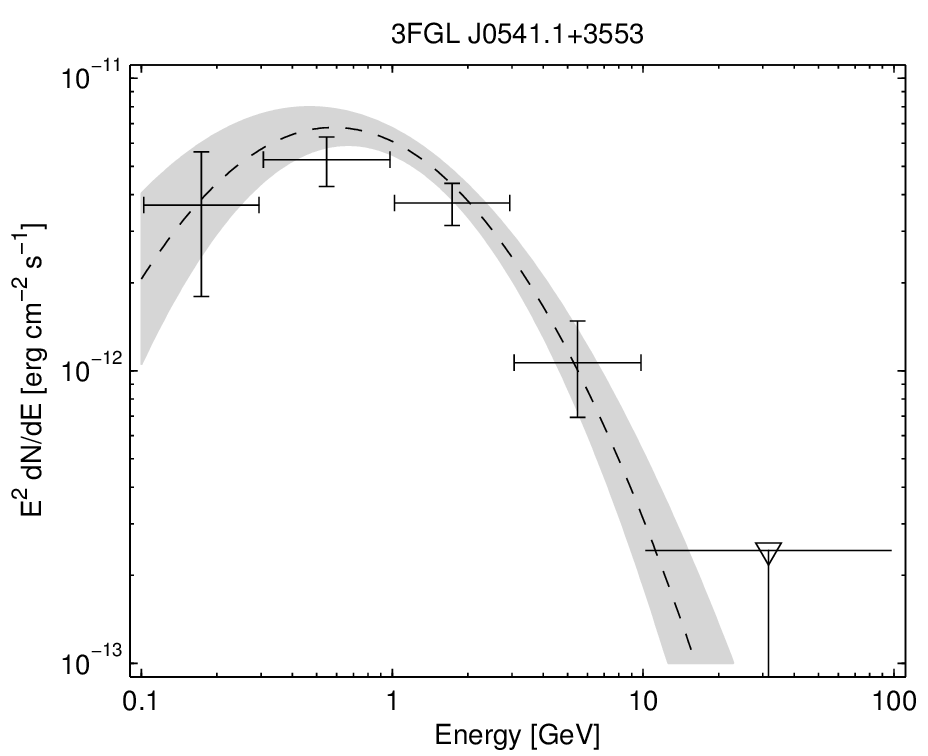 3FGL J0541.1+3553
10⁻¹¹
10⁻¹²
10⁻¹³
E² dN/dE [erg cm⁻² s⁻¹]
0.1 1 10 100
Energy [GeV]